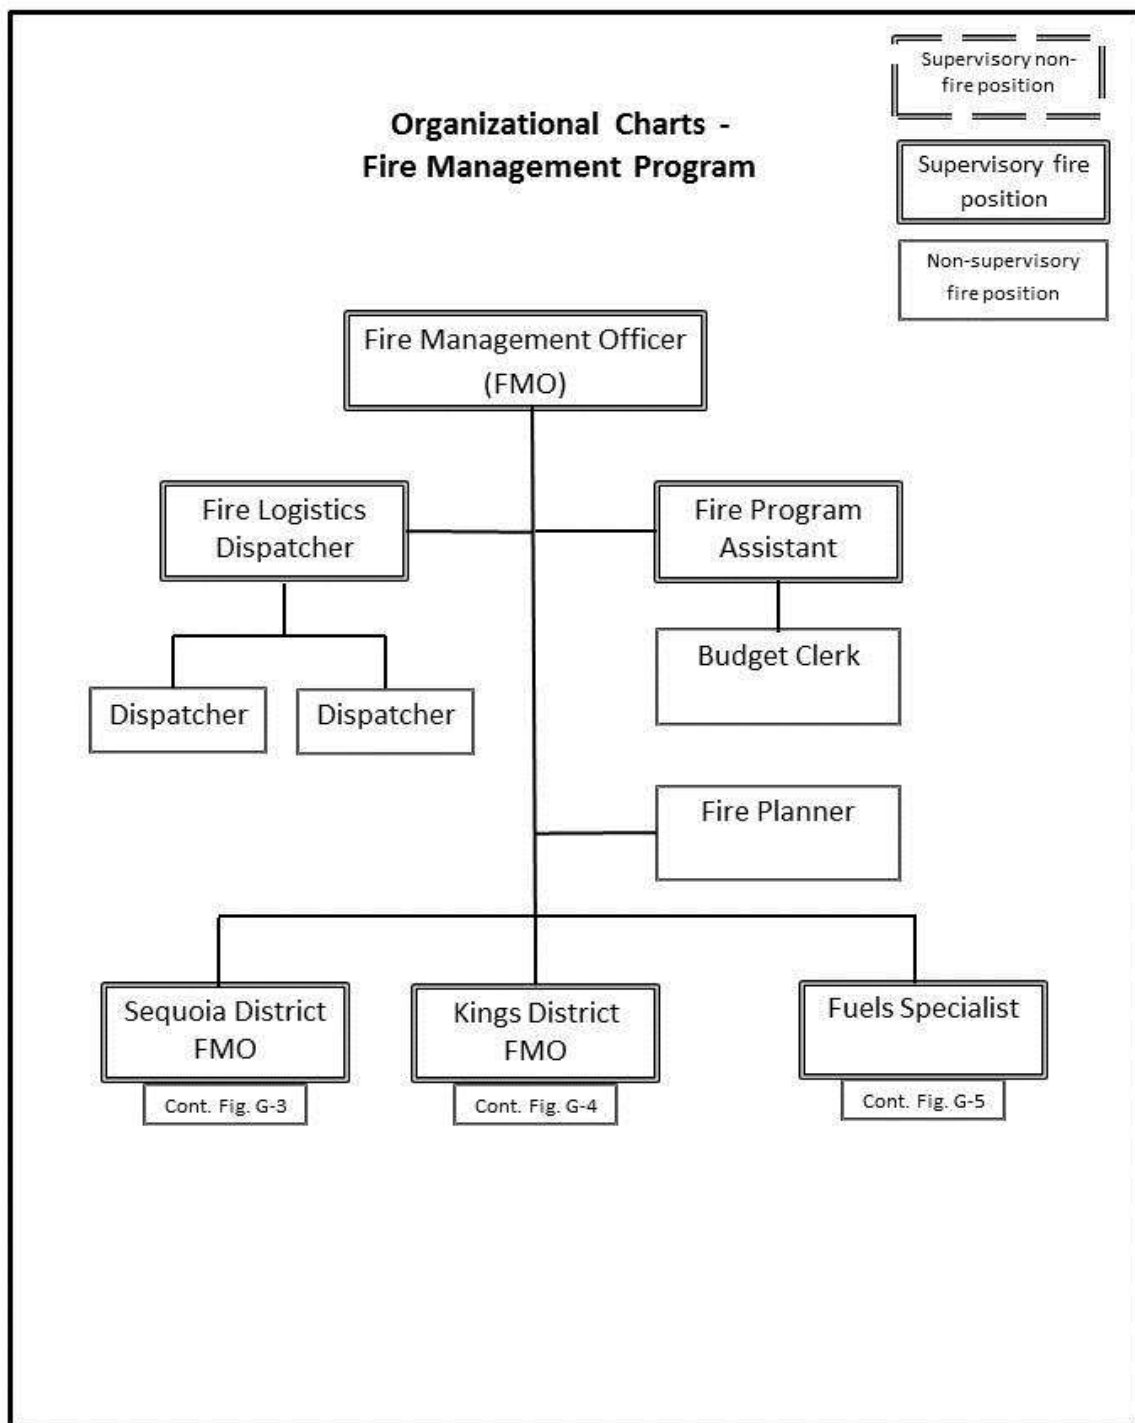 Supervisory non-
fire position
Organizational Charts -
Fire Management Program
Supervisory fire
position
Non-supervisory
fire position
Fire Management Officer
(FMO)
Fire Logistics
Dispatcher
Fire Program
Assistant
Budget Clerk
Dispatcher
Dispatcher
Fire Planner
Sequoia District
FMO
Kings District
FMO
Fuels Specialist
Cont. Fig. G-3
Cont. Fig. G-4
Cont. Fig. G-5